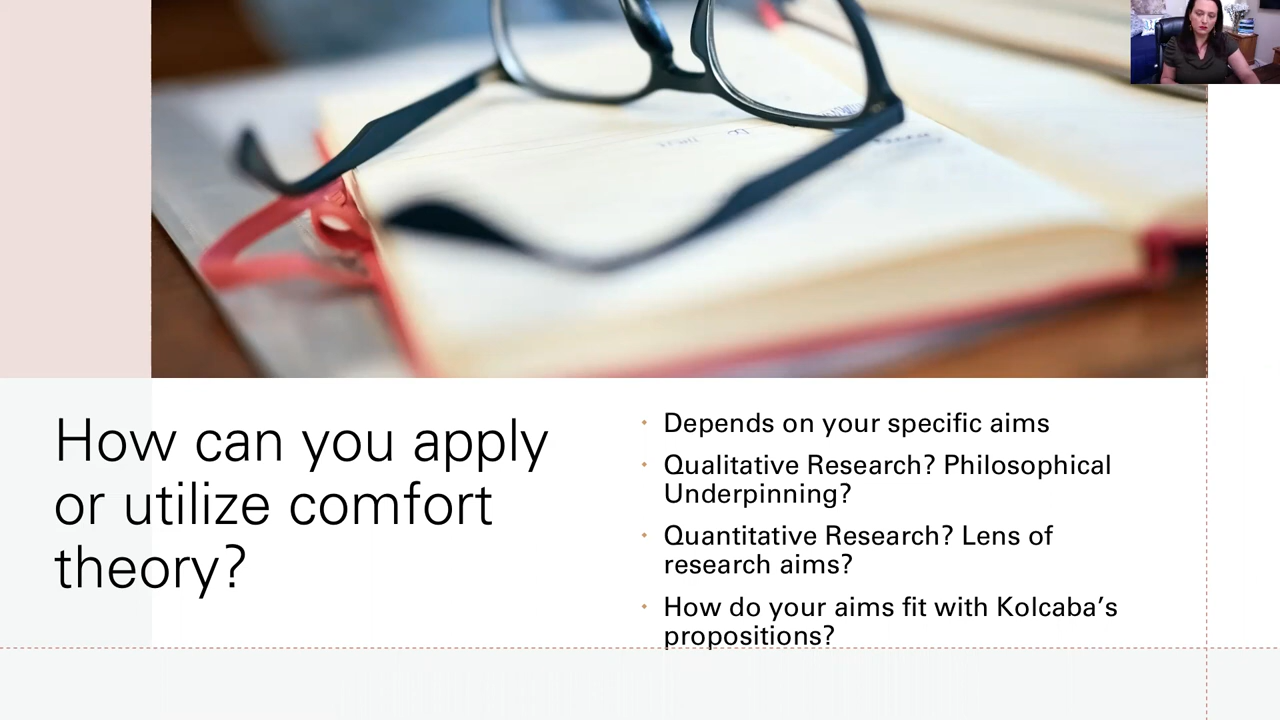 How can you apply
or utilize comfort
theory?
Depends on your specific aims
Qualitative Research? Philosophical
Underpinning?
Quantitative Research? Lens of
research aims?
How do your aims fit with Kolcaba’s
propositions?